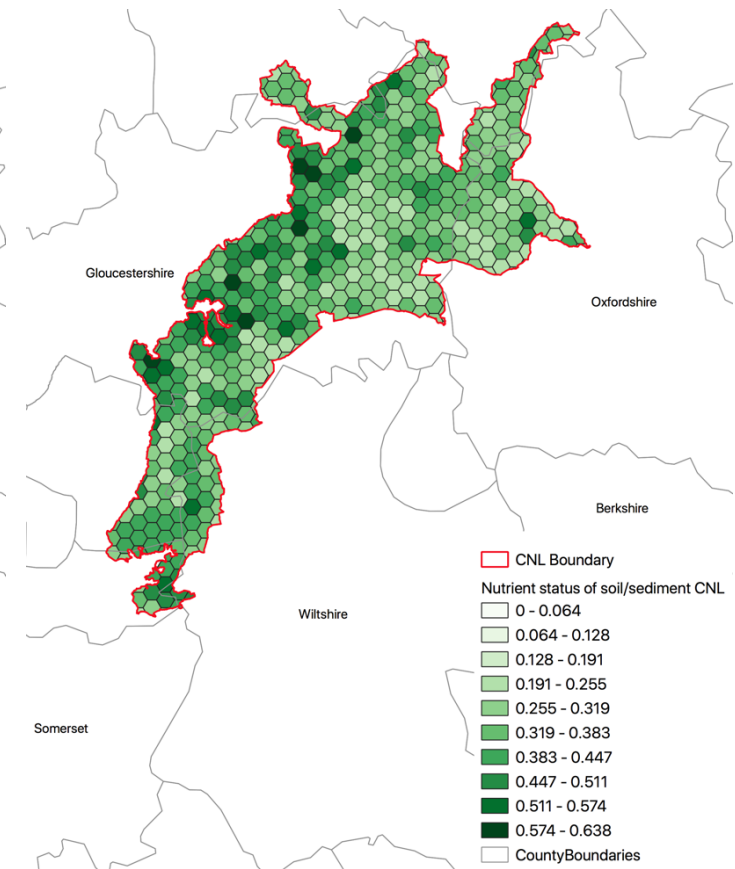 Gloucestershire
Oxfordshire
Berkshire
Wiltshire
Somerset
CNL Boundary
Nutrient status of soil/sediment CNL
0 - 0.064
0.064 - 0.128
0.128 - 0.191
0.191 - 0.255
0.255 - 0.319
0.319 - 0.383
0.383 - 0.447
0.447 - 0.511
0.511 - 0.574
0.574 - 0.638
CountyBoundaries